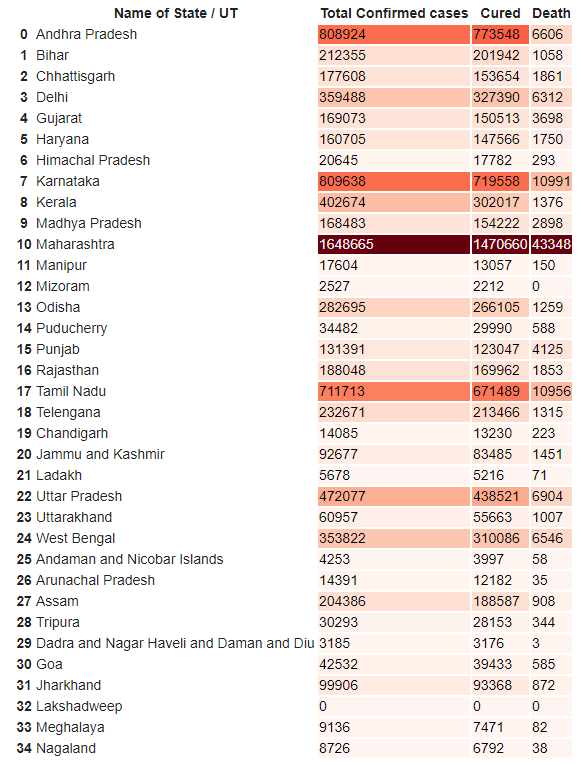 Name of State / UT Total Confirmed cases Cured Death
0 Andhra Pradesh 808924 773548 6606
1 Bihar 212355 201942 1058
2 Chhattisgarh 177608 153654 1861
3 Delhi 359488 327390 6312
4 Gujarat 169073 150513 3698
5 Haryana 160705 147566 1750
6 Himachal Pradesh 20645 17782 293
7 Karnataka 809638 719558 10991
8 Kerala 402674 302017 1376
9 Madhya Pradesh 168483 154222 2898
10 Maharashtra 1648665 1470660 43348
11 Manipur 17604 13057 150
12 Mizoram 2527 2212 0
13 Odisha 282695 266105 1259
14 Puducherry 34482 29990 588
15 Punjab 131391 123047 4125
16 Rajasthan 188048 169962 1853
17 Tamil Nadu 711713 671489 10956
18 Telengana 232671 213466 1315
19 Chandigarh 14085 13230 223
20 Jammu and Kashmir 92677 83485 1451
21 Ladakh 5678 5216 71
22 Uttar Pradesh 472077 438521 6904
23 Uttarakhand 60957 55663 1007
24 West Bengal 353822 310086 6546
25 Andaman and Nicobar Islands 4253 3997 58
26 Arunachal Pradesh 14391 12182 35
27 Assam 204386 188587 908
28 Tripura 30293 28153 344
29 Dadra and Nagar Haveli and Daman and Diu 3185 3176 3
30 Goa 42532 39433 585
31 Jharkhand 99906 93368 872
32 Lakshadweep 0 0 0
33 Meghalaya 9136 7471 82
34 Nagaland 8726 6792 38